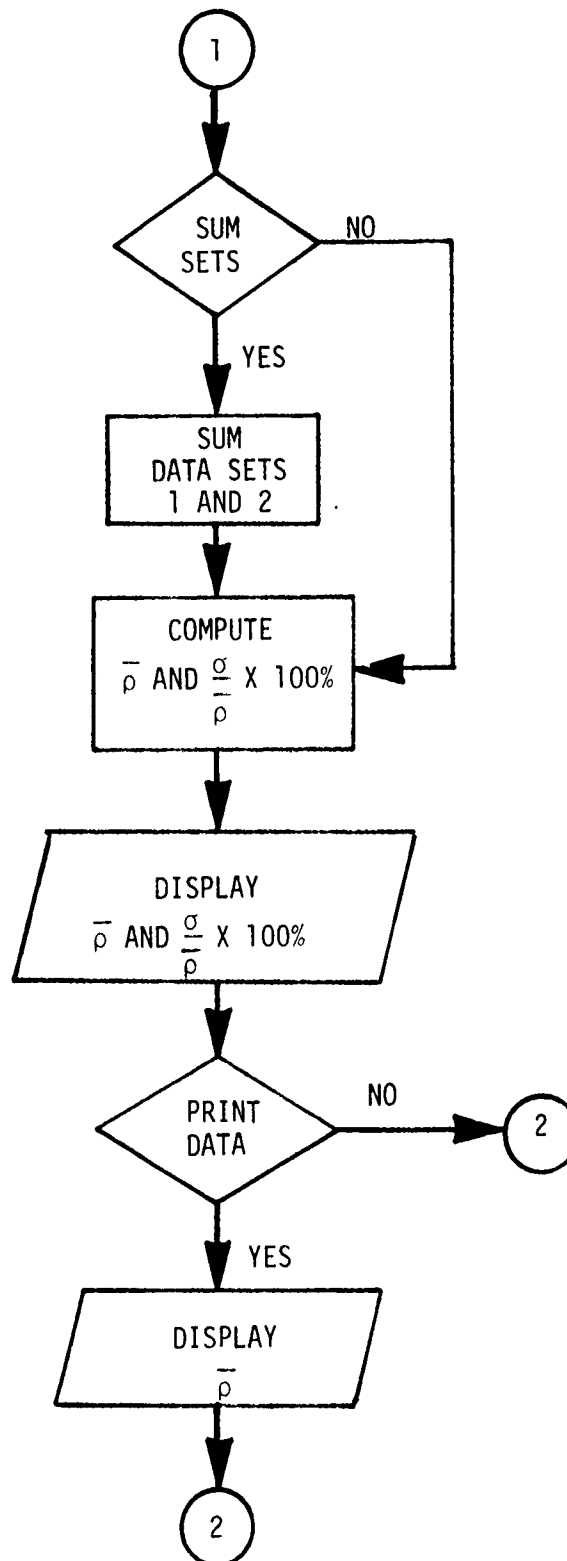 1
SUM
SETS
NO
YES
SUM
DATA SETS
1 AND 2
COMPUTE
ρ̅ AND σ/ρ̅ X 100%
DISPLAY
ρ̅ AND σ/ρ̅ X 100%
PRINT
DATA
NO
2
YES
DISPLAY
ρ̅
2